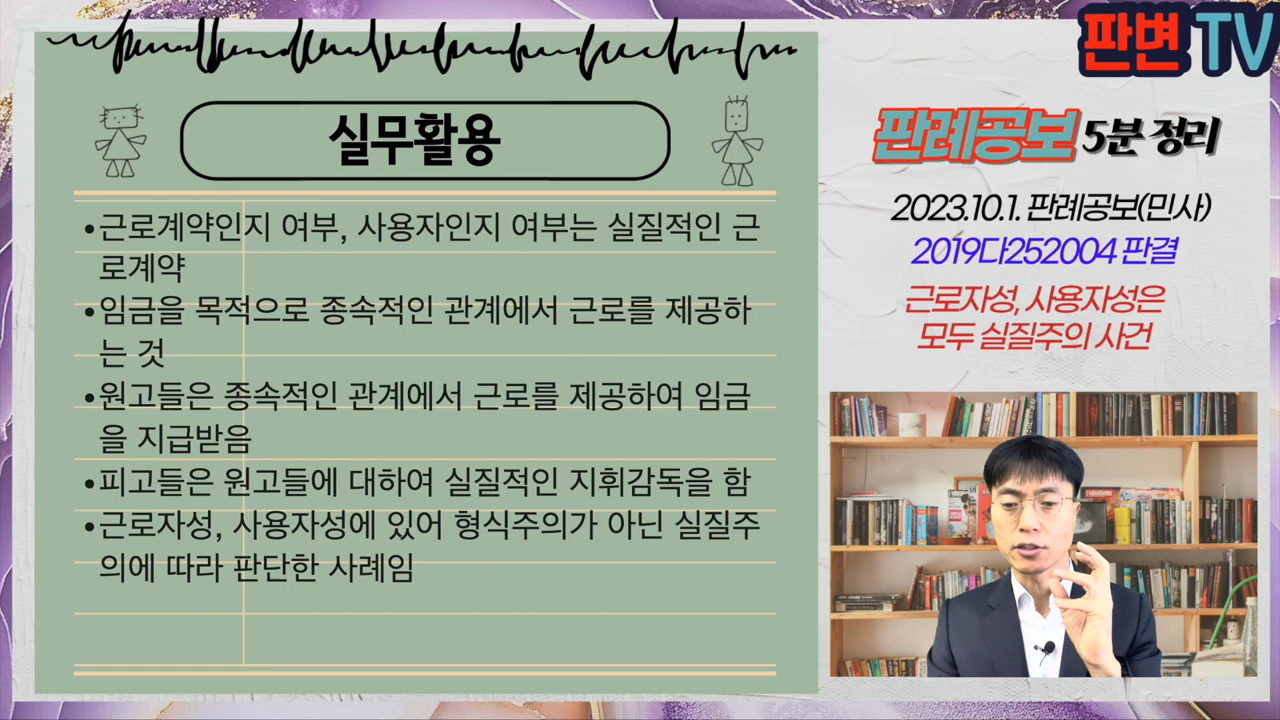 판변 TV
실무활용
•근로계약인지 여부, 사용자인지 여부는 실질적인 근
로계약
•임금을 목적으로 종속적인 관계에서 근로를 제공하
는 것
•원고들은 종속적인 관계에서 근로를 제공하여 임금
을 지급받음
•피고들은 원고들에 대하여 실질적인 지휘감독을 함
•근로자성, 사용자성에 있어 형식주의가 아닌 실질주
의에 따라 판단한 사례임
판례공보 5분 정리
2023.10.1. 판례공보(민사)
2019다252004 판결
근로자성, 사용자성은
모두 실질주의 사건